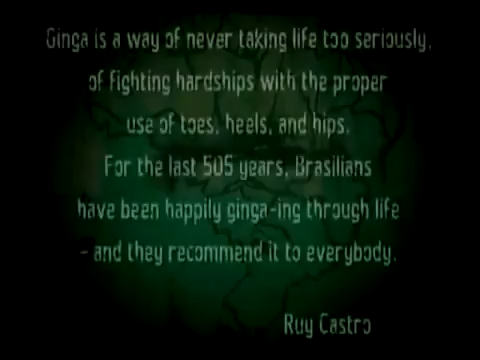 Ginga is a way of never taking life too seriously,
of fighting hardships with the proper
use of toes, heels, and hips.
For the last 505 years, Brasilians
have been happily ginga-ing through life
- and they recommend it to everybody.
Ruy Castro